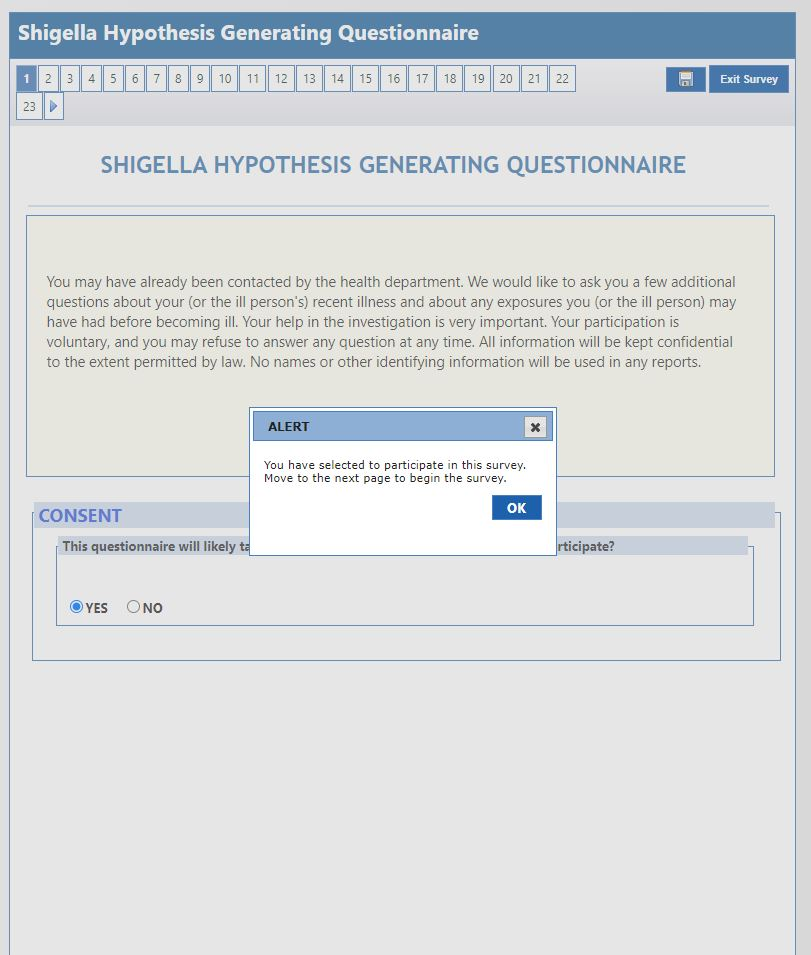 Shigella Hypothesis Generating Questionnaire
1 2 3 4 5 6 7 8 9 10 11 12 13 14 15 16 17 18 19 20 21 22
Exit Survey
23
SHIGELLA HYPOTHESIS GENERATING QUESTIONNAIRE
You may have already been contacted by the health department. We would like to ask you a few additional
questions about your (or the ill person's) recent illness and about any exposures you (or the ill person) may
have had before becoming ill. Your help in the investigation is very important. Your participation is
voluntary, and you may refuse to answer any question at any time. All information will be kept confidential
to the extent permitted by law. No names or other identifying information will be used in any reports.
ALERT
You have selected to participate in this survey.
Move to the next page to begin the survey.
OK
CONSENT
This questionnaire will likely
YES NO